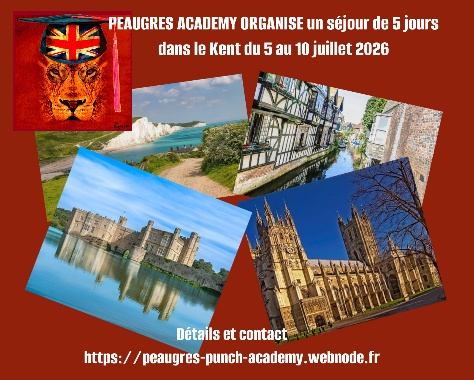 PEAUGRES ACADEMY ORGANISE un séjour de 5 jours
dans le Kent du 5 au 10 juillet 2026
Détails et contact
https://peaugres-punch-academy.webnode.fr